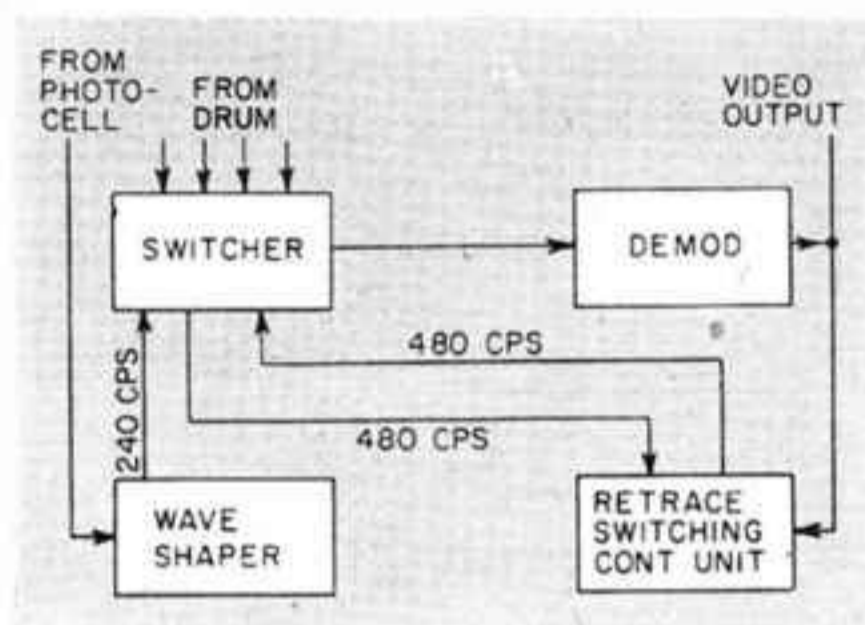 FROM
PHOTO-
CELL
FROM
DRUM
VIDEO
OUTPUT
SWITCHER
DEMOD
480 CPS
480 CPS
240 CPS
WAVE
SHAPER
RETRACE
SWITCHING
CONT UNIT